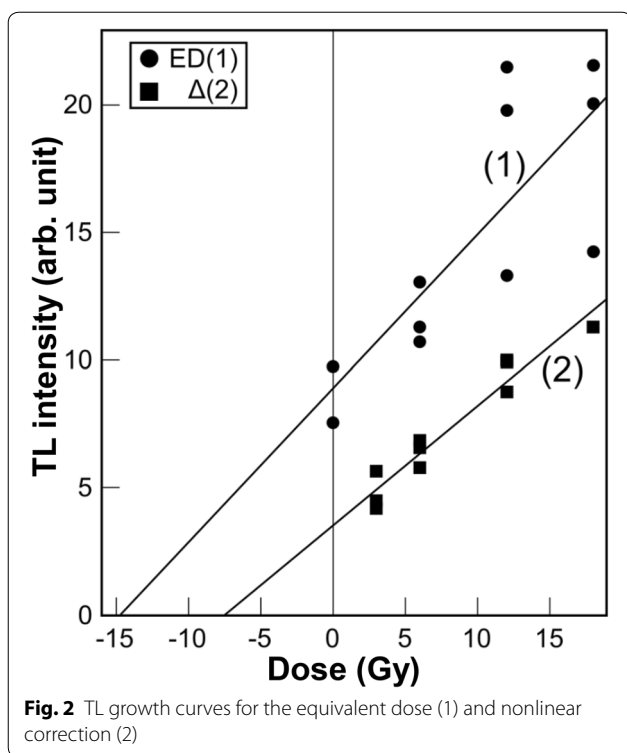 ED(1)
Δ(2)
20
15
10
5
0
TL intensity (arb. unit)
(1)
(2)
-15 -10 -5 0 5 10 15
Dose (Gy)
Fig. 2 TL growth curves for the equivalent dose (1) and nonlinear
correction (2)